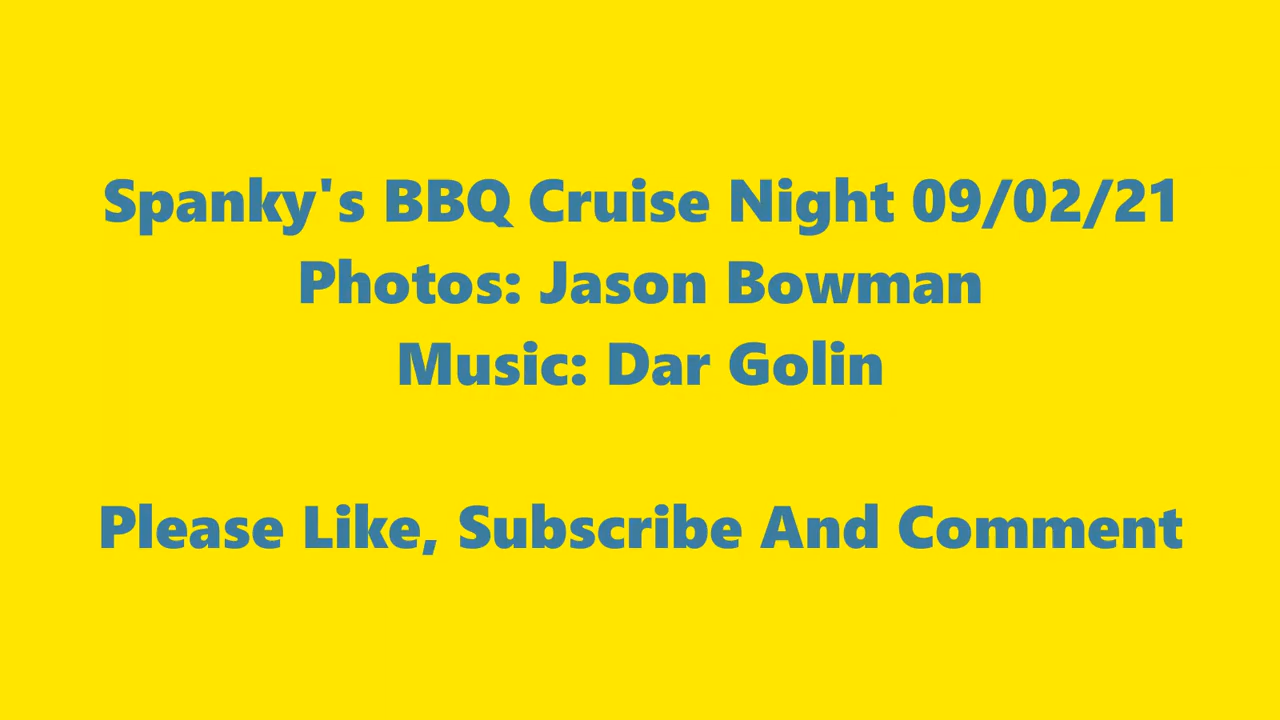 Spanky's BBQ Cruise Night 09/02/21
Photos: Jason Bowman
Music: Dar Golin
Please Like, Subscribe And Comment